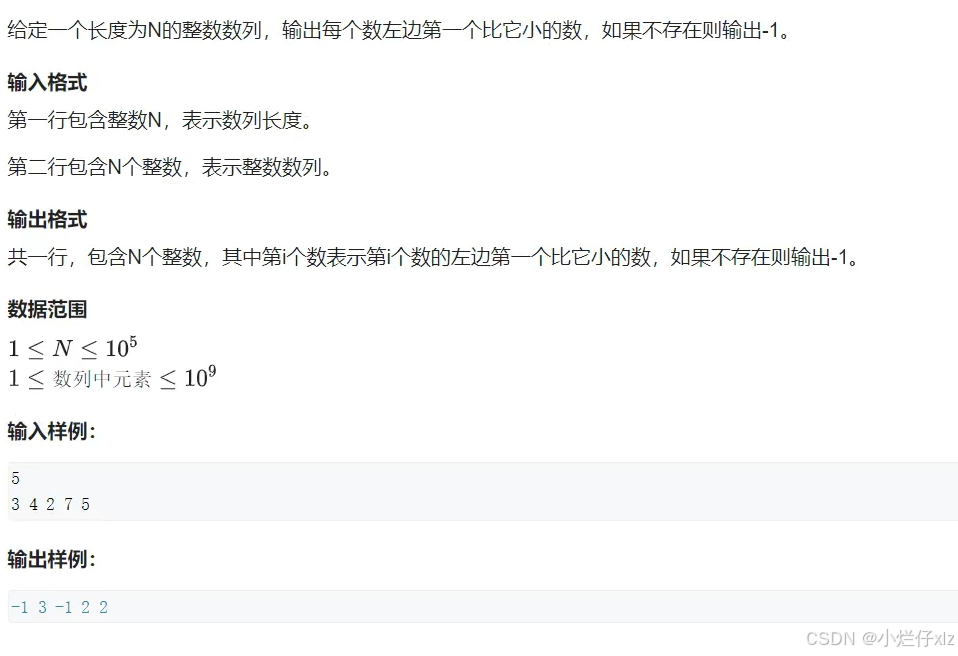 给定一个长度为N的整数数列，输出每个数左边第一个比它小的数，如果不存在则输出-1。
输入格式
第一行包含整数N，表示数列长度。
第二行包含N个整数，表示整数数列。
输出格式
共一行，包含N个整数，其中第i个数表示第i个数的左边第一个比它小的数，如果不存在则输出-1。
数据范围
1 ≤ N ≤ 10⁵
1 ≤ 数列中元素 ≤ 10⁹
输入样例：
5
3 4 2 7 5
输出样例：
-1 3 -1 2 2
CSDN @小烂仔xlz